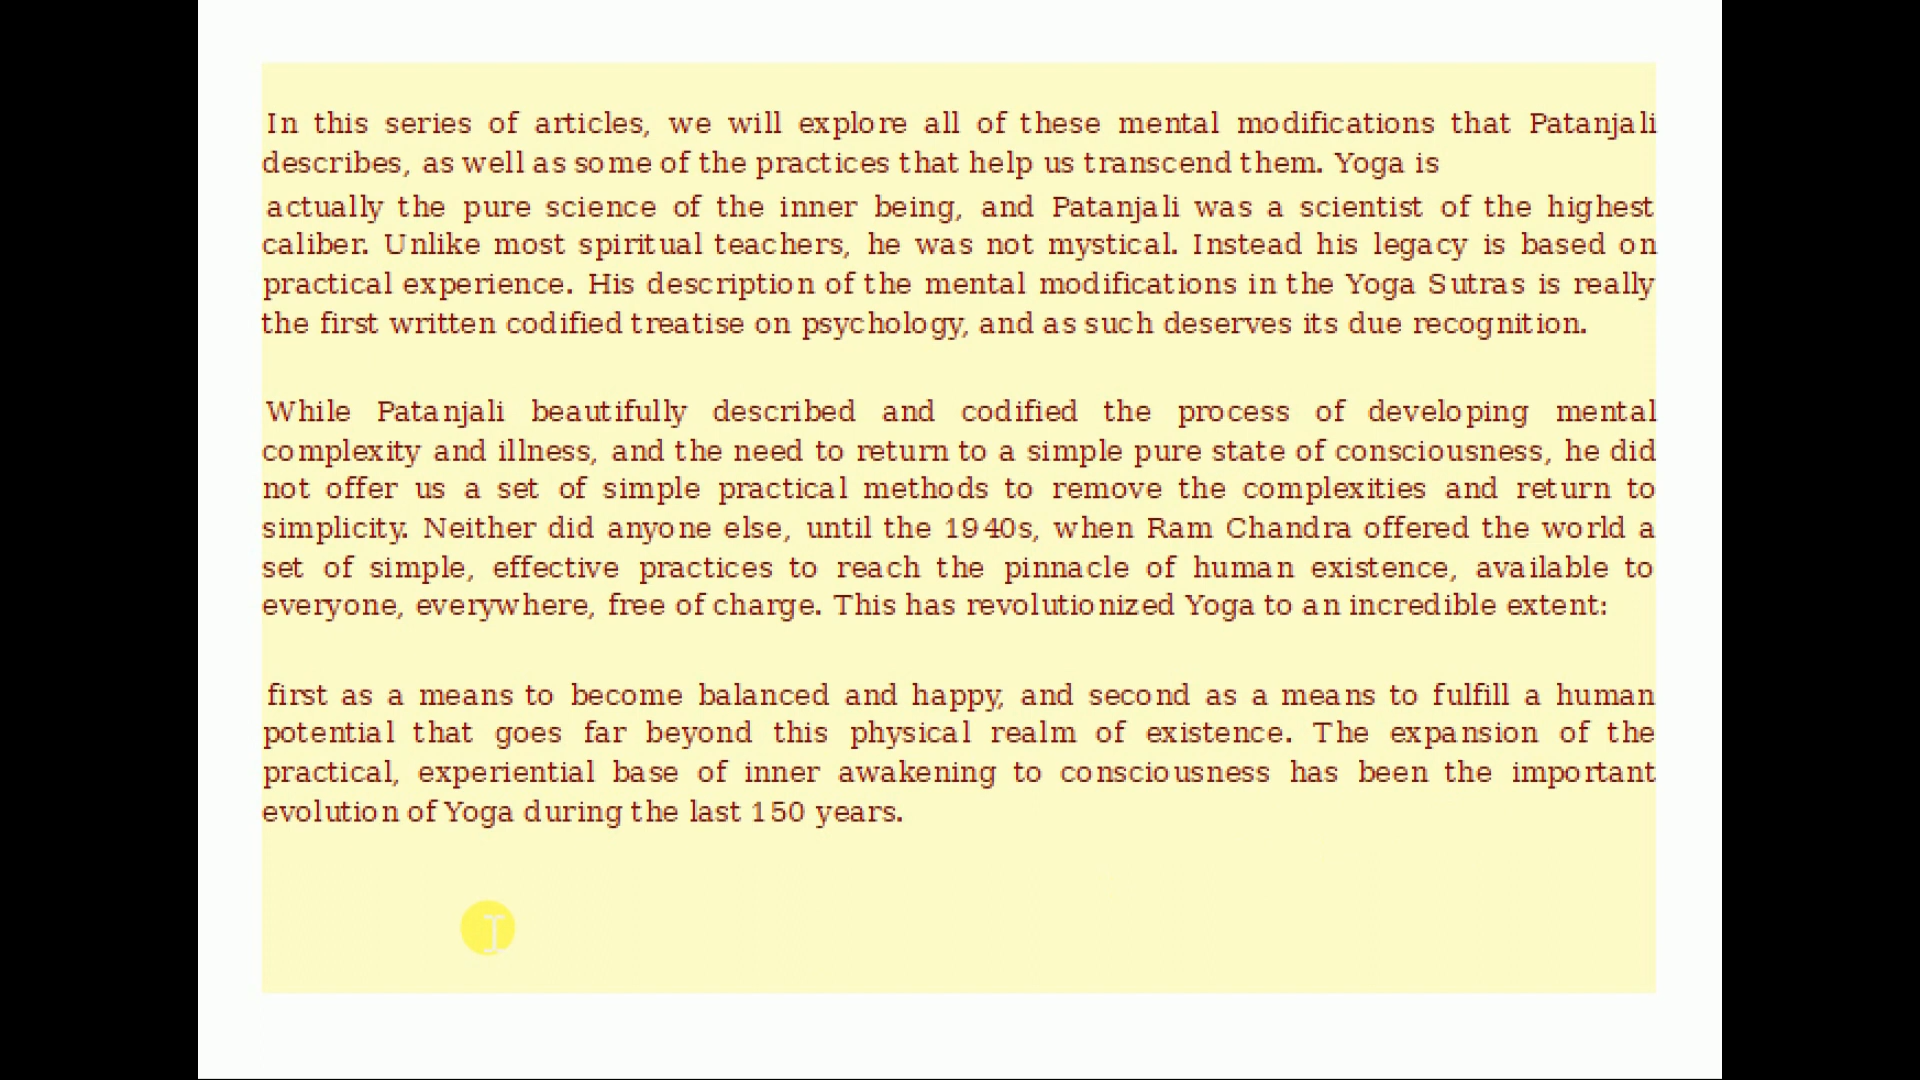 In this series of articles, we will explore all of these mental modifications that Patanjali
describes, as well as some of the practices that help us transcend them. Yoga is
actually the pure science of the inner being, and Patanjali was a scientist of the highest
caliber. Unlike most spiritual teachers, he was not mystical. Instead his legacy is based on
practical experience. His description of the mental modifications in the Yoga Sutras is really
the first written codified treatise on psychology, and as such deserves its due recognition.
While Patanjali beautifully described and codified the process of developing mental
complexity and illness, and the need to return to a simple pure state of consciousness, he did
not offer us a set of simple practical methods to remove the complexities and return to
simplicity. Neither did anyone else, until the 1940s, when Ram Chandra offered the world a
set of simple, effective practices to reach the pinnacle of human existence, available to
everyone, everywhere, free of charge. This has revolutionized Yoga to an incredible extent:
first as a means to become balanced and happy, and second as a means to fulfill a human
potential that goes far beyond this physical realm of existence. The expansion of the
practical, experiential base of inner awakening to consciousness has been the important
evolution of Yoga during the last 150 years.